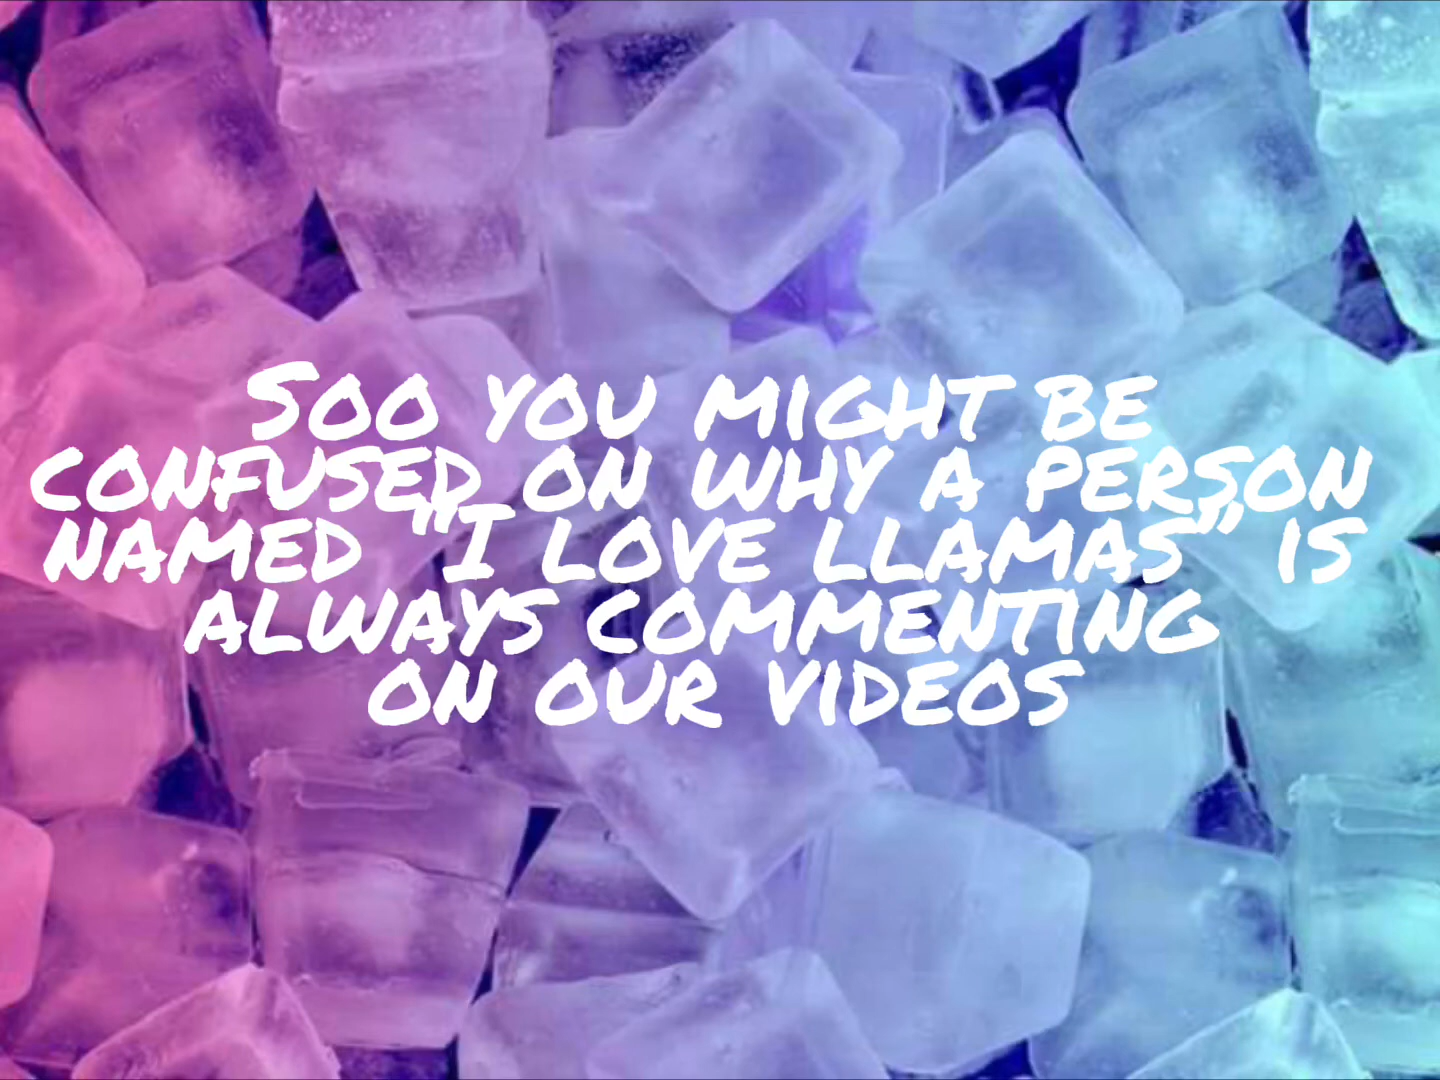 Soo you might be
confused on why a person
named "I love llamas" is
always commenting
on our videos